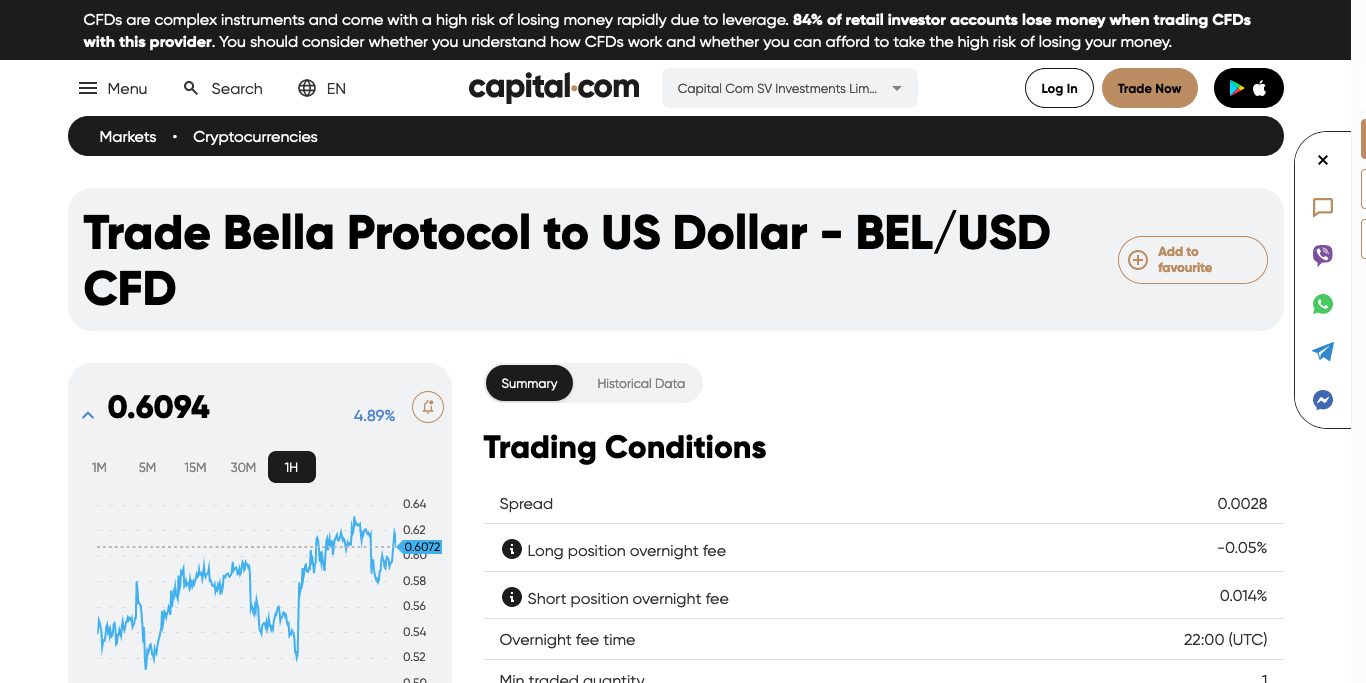 CFDs are complex instruments and come with a high risk of losing money rapidly due to leverage. 84% of retail investor accounts lose money when trading CFDs
with this provider. You should consider whether you understand how CFDs work and whether you can afford to take the high risk of losing your money.
Menu Search EN capital.com Capital Com SV Investments Lim... Log In Trade Now
Markets • Cryptocurrencies
Trade Bella Protocol to US Dollar - BEL/USD
CFD
Add to
favourite
0.6094 4.89%
1M 5M 15M 30M 1H
0.64
0.62
0.6072
0.60
0.58
0.56
0.54
0.52
0.50
Summary Historical Data
Trading Conditions
Spread 0.0028
Long position overnight fee -0.05%
Short position overnight fee 0.014%
Overnight fee time 22:00 (UTC)
Min traded quantity 1